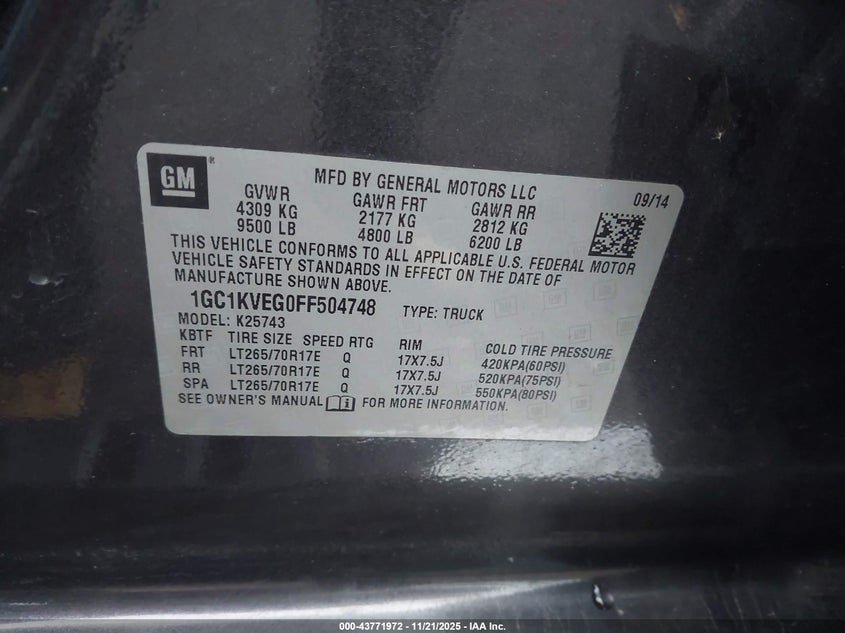 GM ®
MFD BY GENERAL MOTORS LLC
09/14
GVWR GAWR FRT GAWR RR
4309 KG 2177 KG 2812 KG
9500 LB 4800 LB 6200 LB
THIS VEHICLE CONFORMS TO ALL APPLICABLE U.S. FEDERAL MOTOR
VEHICLE SAFETY STANDARDS IN EFFECT ON THE DATE OF
MANUFACTURE SHOWN ABOVE.
1GC1KVEG0FF504748 TYPE: TRUCK
MODEL: K25743
KBTF TIRE SIZE SPEED RTG RIM COLD TIRE PRESSURE
FRT LT265/70R17E Q 17X7.5J 420KPA(60PSI)
RR LT265/70R17E Q 17X7.5J 520KPA(75PSI)
SPA LT265/70R17E Q 17X7.5J 550KPA(80PSI)
SEE OWNER'S MANUAL FOR MORE INFORMATION.
000-43771972 - 11/21/2025 - IAA Inc.